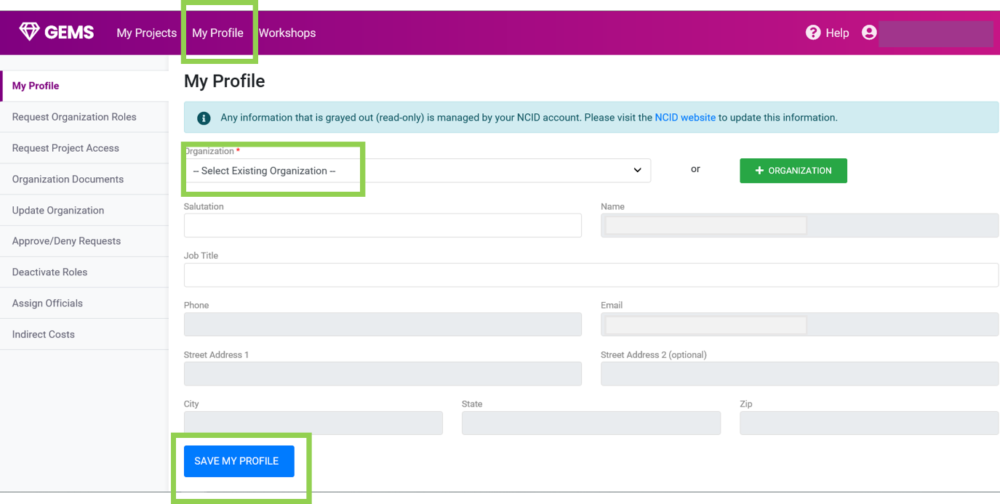 GEMS My Projects My Profile Workshops Help
My Profile
Request Organization Roles
Request Project Access
Organization Documents
Update Organization
Approve/Deny Requests
Deactivate Roles
Assign Officials
Indirect Costs
My Profile
Any information that is grayed out (read-only) is managed by your NCID account. Please visit the NCID website to update this information.
Organization *
-- Select Existing Organization -- or + ORGANIZATION
Salutation Name
Job Title
Phone Email
Street Address 1 Street Address 2 (optional)
City State Zip
SAVE MY PROFILE